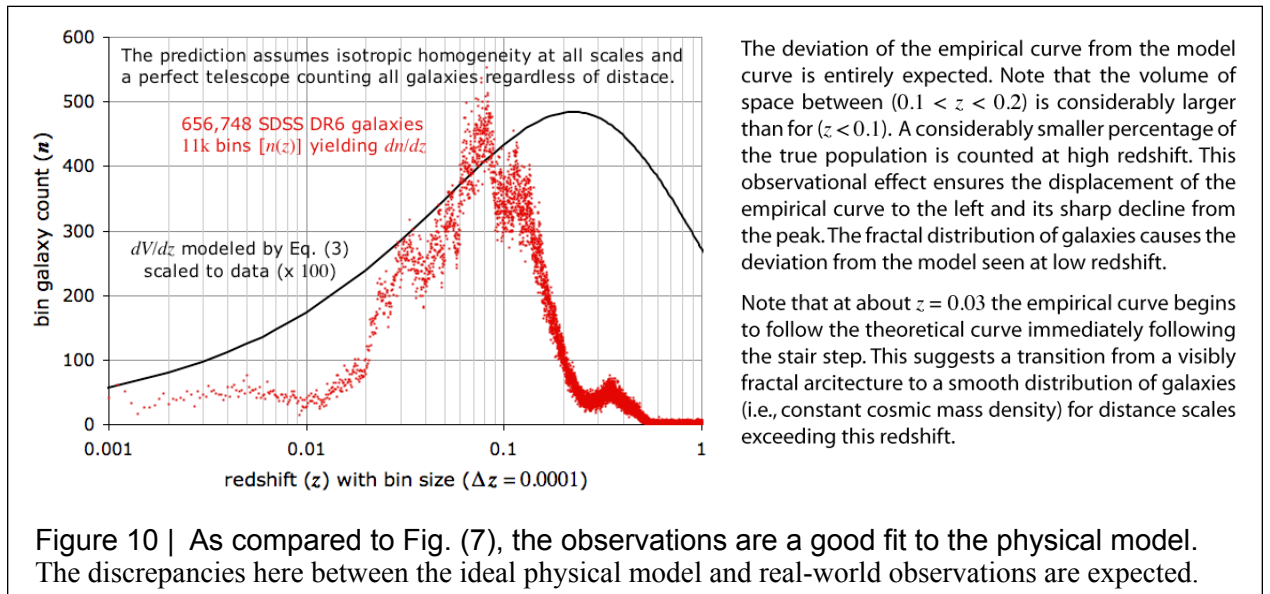 600
500
400
300
200
100
0
bin galaxy count (n)
The prediction assumes isotropic homogeneity at all scales and
a perfect telescope counting all galaxies regardless of distace.
656,748 SDSS DR6 galaxies
11k bins [n(z)] yielding dn/dz
dV/dz modeled by Eq. (3)
scaled to data (x 100)
0.001 0.01 0.1 1
redshift (z) with bin size (Δz = 0.0001)
The deviation of the empirical curve from the model
curve is entirely expected. Note that the volume of
space between (0.1 < z < 0.2) is considerably larger
than for (z < 0.1). A considerably smaller percentage of
the true population is counted at high redshift. This
observational effect ensures the displacement of the
empirical curve to the left and its sharp decline from
the peak. The fractal distribution of galaxies causes the
deviation from the model seen at low redshift.
Note that at about z = 0.03 the empirical curve begins
to follow the theoretical curve immediately following
the stair step. This suggests a transition from a visibly
fractal arcitecture to a smooth distribution of galaxies
(i.e., constant cosmic mass density) for distance scales
exceeding this redshift.
Figure 10 | As compared to Fig. (7), the observations are a good fit to the physical model.
The discrepancies here between the ideal physical model and real-world observations are expected.